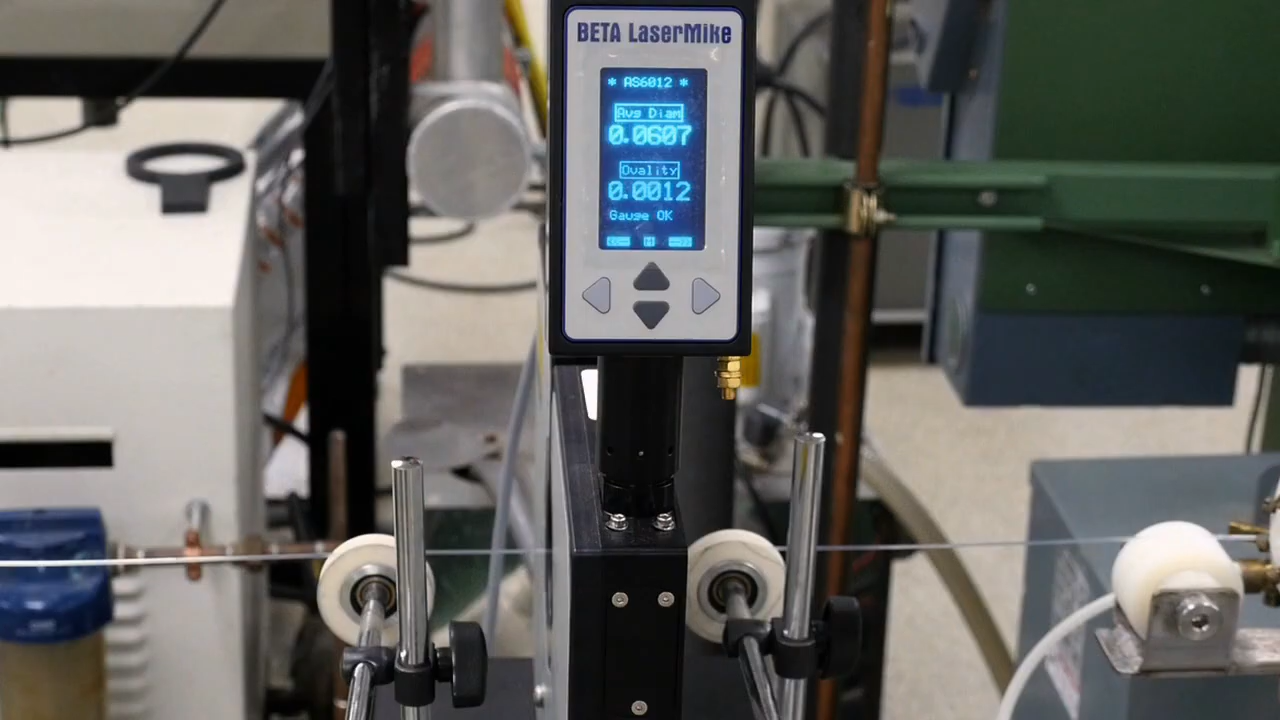 BETA LaserMike
* AS6012 *
Avg Diam
0.0607
Ovality
0.0012
Gauge OK